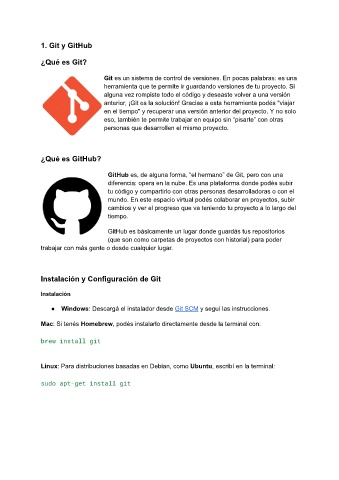 1. Git y GitHub
¿Qué es Git?
Git es un sistema de control de versiones. En pocas palabras: es una
herramienta que te permite ir guardando versiones de tu proyecto. Si
alguna vez rompiste todo el código y deseaste volver a una versión
anterior, ¡Git es la solución! Gracias a esta herramienta podés "viajar
en el tiempo" y recuperar una versión anterior del proyecto. Y no solo
eso, también te permite trabajar en equipo sin "pisarte" con otras
personas que desarrollen el mismo proyecto.
¿Qué es GitHub?
GitHub es, de alguna forma, "el hermano" de Git, pero con una
diferencia: opera en la nube. Es una plataforma donde podés subir
tu código y compartirlo con otras personas desarrolladoras o con el
mundo. En este espacio virtual podés colaborar en proyectos, subir
cambios y ver el progreso que va teniendo tu proyecto a lo largo del
tiempo.
GitHub es básicamente un lugar donde guardás tus repositorios
(que son como carpetas de proyectos con historial) para poder
trabajar con más gente o desde cualquier lugar.
Instalación y Configuración de Git
Instalación
● Windows: Descargá el instalador desde Git SCM y seguí las instrucciones.
Mac: Si tenés Homebrew, podés instalarlo directamente desde la terminal con:
brew install git
Linux: Para distribuciones basadas en Debian, como Ubuntu, escribí en la terminal:
sudo apt-get install git